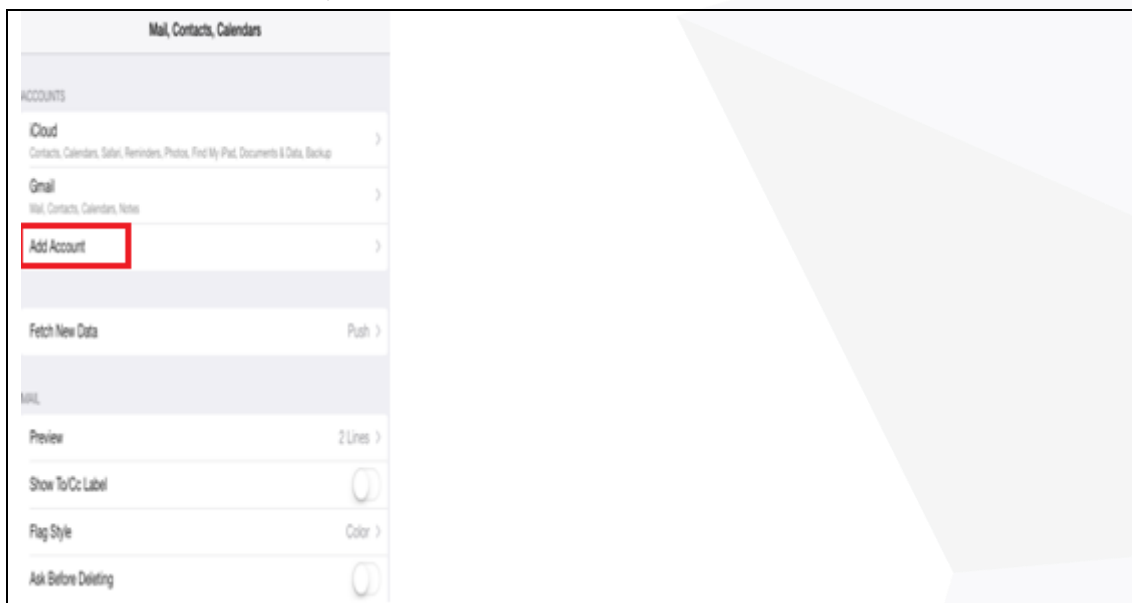 Mail, Contacts, Calendars
ACCOUNTS
iCloud
Contacts, Calendars, Safari, Reminders, Photos, Find My iPad, Documents & Data, Backup
Gmail
Mail, Contacts, Calendars, Notes
Add Account
Fetch New Data Push
MAIL
Preview 2 Lines
Show To/Cc Label
Flag Style Color
Ask Before Deleting